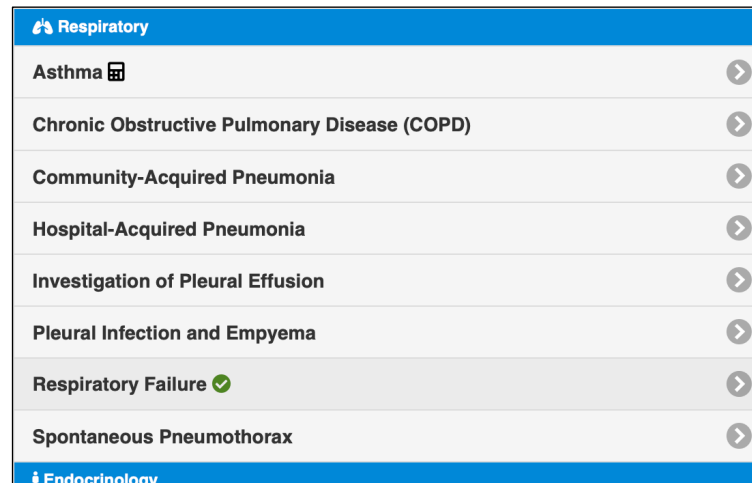 Respiratory
Asthma
Chronic Obstructive Pulmonary Disease (COPD)
Community-Acquired Pneumonia
Hospital-Acquired Pneumonia
Investigation of Pleural Effusion
Pleural Infection and Empyema
Respiratory Failure
Spontaneous Pneumothorax
Endocrinology